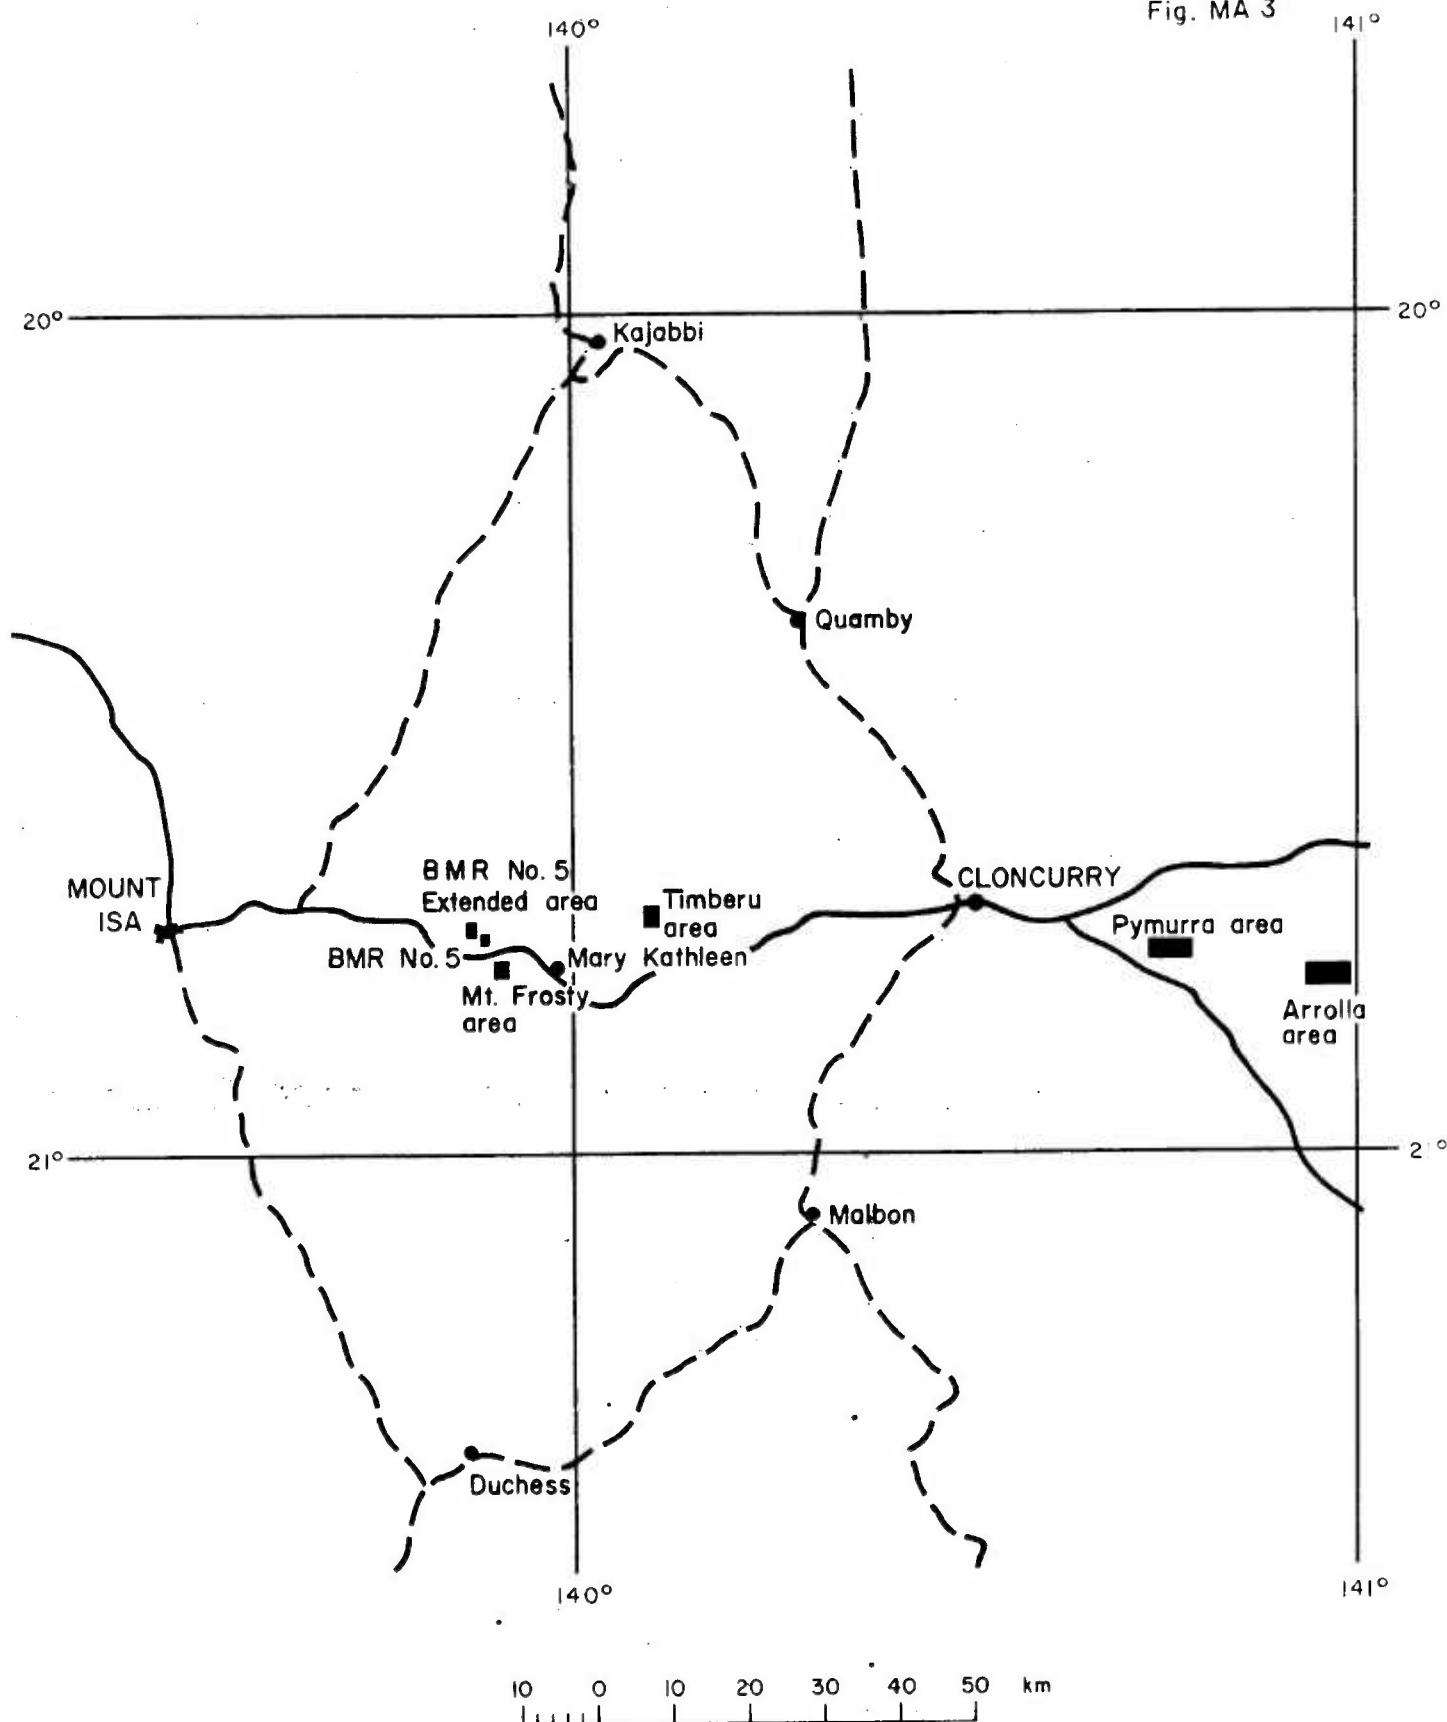 Fig. MA 3
140°
141°
20°
20°
Kajabbi
Quamby
MOUNT
ISA
BMR No. 5
Extended area
Timberu
area
CLONCURRY
Pymurra area
BMR No. 5
Mary Kathleen
Mt. Frosty
area
Arrolla
area
21°
21°
Malbon
Duchess
140°
141°
10 0 10 20 30 40 50 km